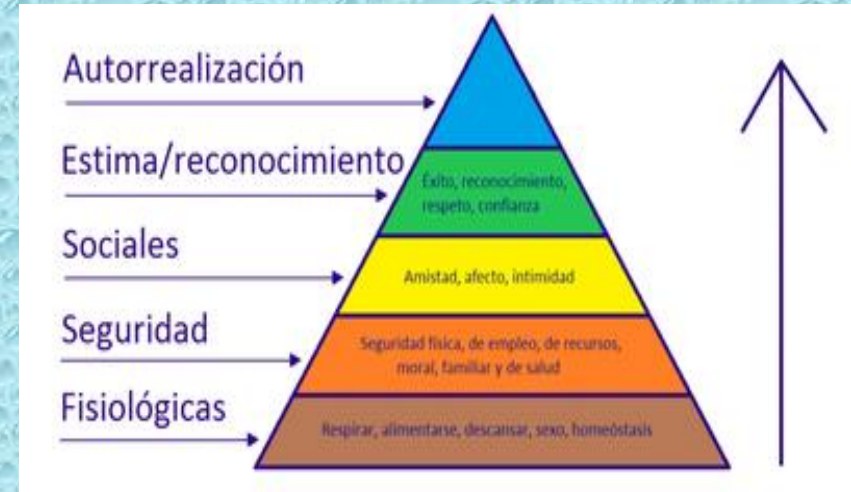 Autorrealización
Estima/reconocimiento
Éxito, reconocimiento,
respeto, confianza
Sociales
Amistad, afecto, intimidad
Seguridad
Seguridad física, de empleo, de recursos,
moral, familiar y de salud
Fisiológicas
Respirar, alimentarse, descansar, sexo, homeóstasis